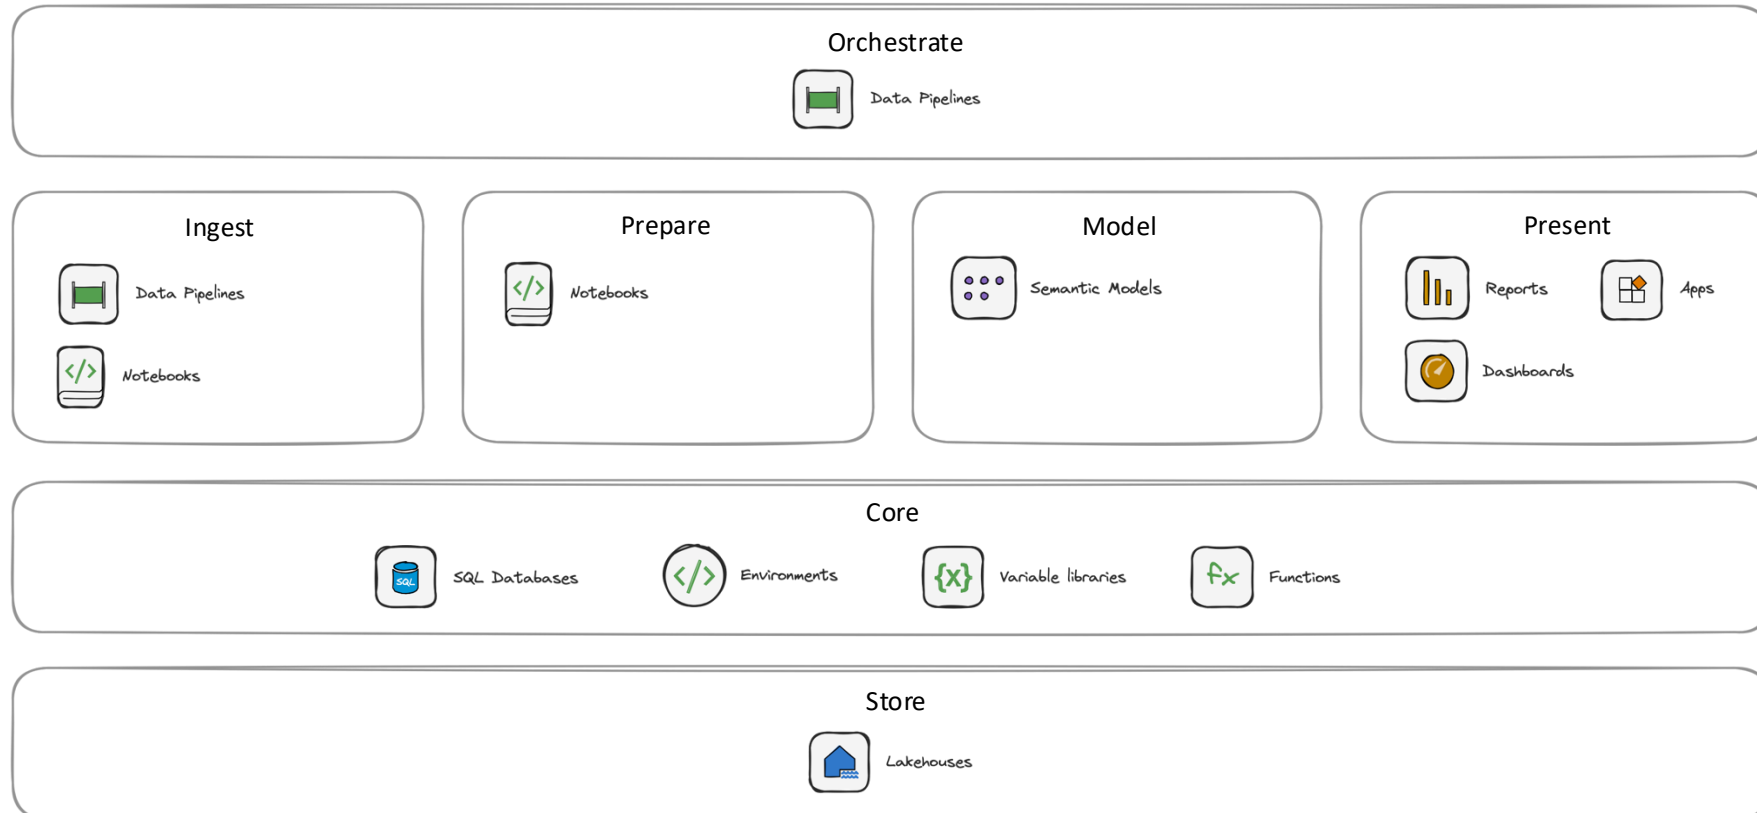 Orchestrate
Data Pipelines
Ingest
Data Pipelines
Notebooks
Prepare
Notebooks
Model
Semantic Models
Present
Reports
Apps
Dashboards
Core
SQL
SQL Databases
</>
Environments
{x}
Variable libraries
fx
Functions
Store
Lakehouses